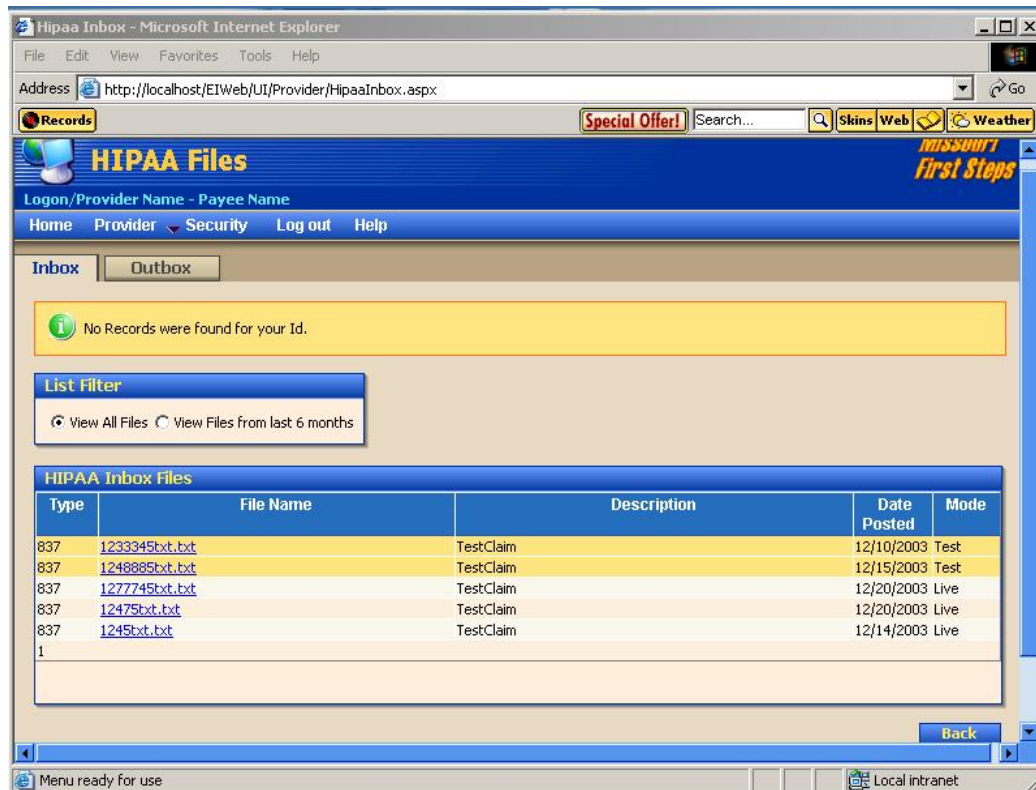 Hipaa Inbox - Microsoft Internet Explorer
File Edit View Favorites Tools Help
Address http://localhost/EIWeb/UI/Provider/HipaaInbox.aspx Go
Records Special Offer! Search... Skins Web Weather
Missouri
HIPAA Files First Steps
Logon/Provider Name - Payee Name
Home Provider Security Log out Help
Inbox Outbox
No Records were found for your Id.
List Filter
View All Files View Files from last 6 months
HIPAA Inbox Files
Type File Name Description Date Posted Mode
837 1233345txt.txt TestClaim 12/10/2003 Test
837 1248885txt.txt TestClaim 12/15/2003 Test
837 1277745txt.txt TestClaim 12/20/2003 Live
837 12475txt.txt TestClaim 12/20/2003 Live
837 1245txt.txt TestClaim 12/14/2003 Live
1
Back
Menu ready for use Local intranet